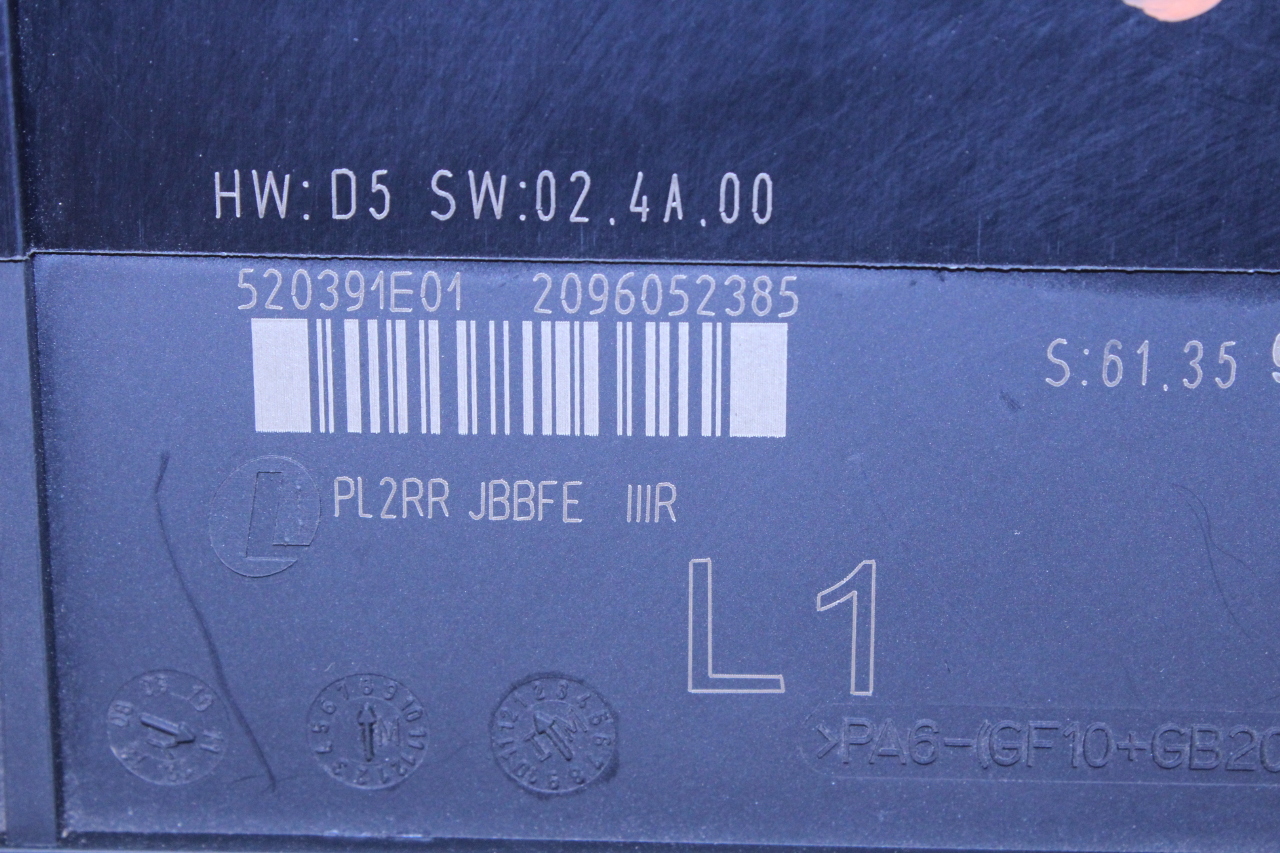 HW:D5 SW:02.4A.00
520391E01 2096052385
S:61.35
PL2RR JBBFE IIIR
L1
>PA6-(GF10+GB20